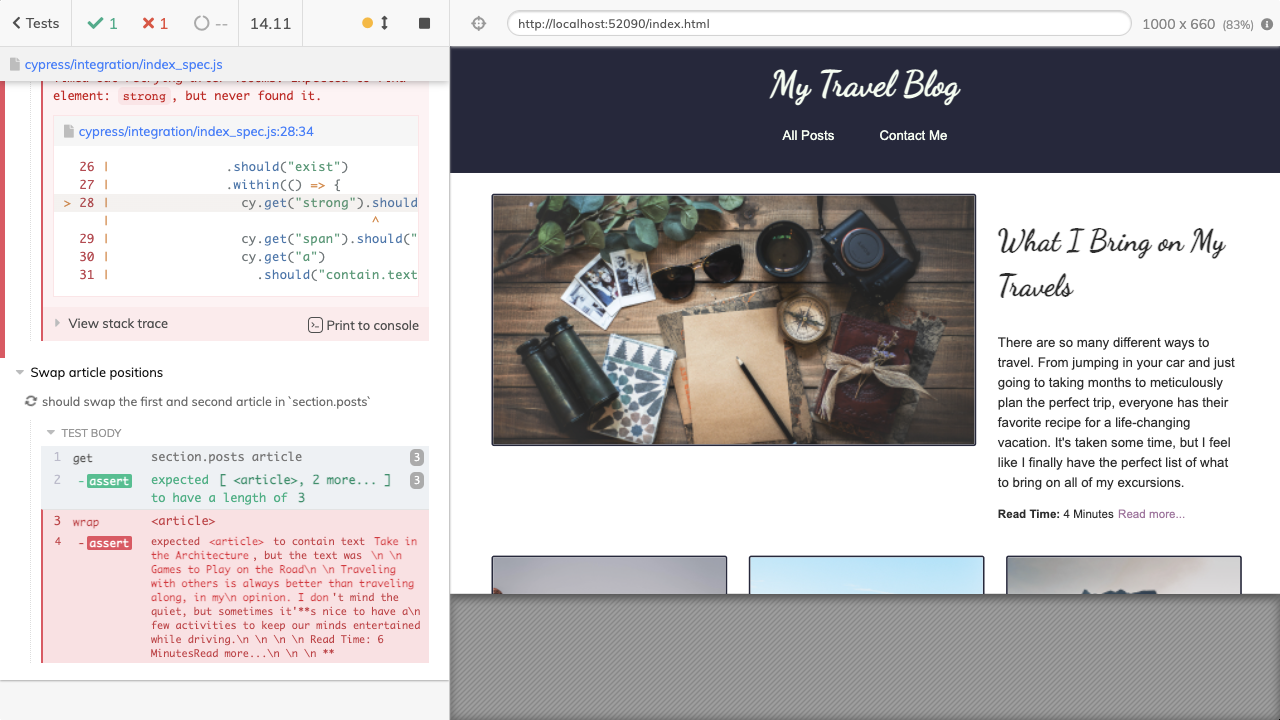 Tests
1
1
--
14.11
http://localhost:52090/index.html
1000 x 660 (83%)
cypress/integration/index_spec.js
element: strong, but never found it.
cypress/integration/index_spec.js:28:34
26 | .should("exist")
27 | .within(() => {
> 28 | cy.get("strong").should
| ^
29 | cy.get("span").should("
30 | cy.get("a")
31 | .should("contain.text
View stack trace
Print to console
Swap article positions
should swap the first and second article in `section.posts`
TEST BODY
1 get section.posts article 3
2 -assert expected [ <article>, 2 more... ] 3
to have a length of 3
3 wrap <article>
4 -assert expected <article> to contain text Take in
the Architecture, but the text was \n \n
Games to Play on the Road\n \n Traveling
with others is always better than traveling
along, in my\n opinion. I don't mind the
quiet, but sometimes it'**s nice to have a\n
few activities to keep our minds entertained
while driving.\n \n \n \n Read Time: 6
MinutesRead more...\n \n \n **
My Travel Blog
All Posts Contact Me
What I Bring on My
Travels
There are so many different ways to
travel. From jumping in your car and just
going to taking months to meticulously
plan the perfect trip, everyone has their
favorite recipe for a life-changing
vacation. It's taken some time, but I feel
like I finally have the perfect list of what
to bring on all of my excursions.
Read Time: 4 Minutes Read more...